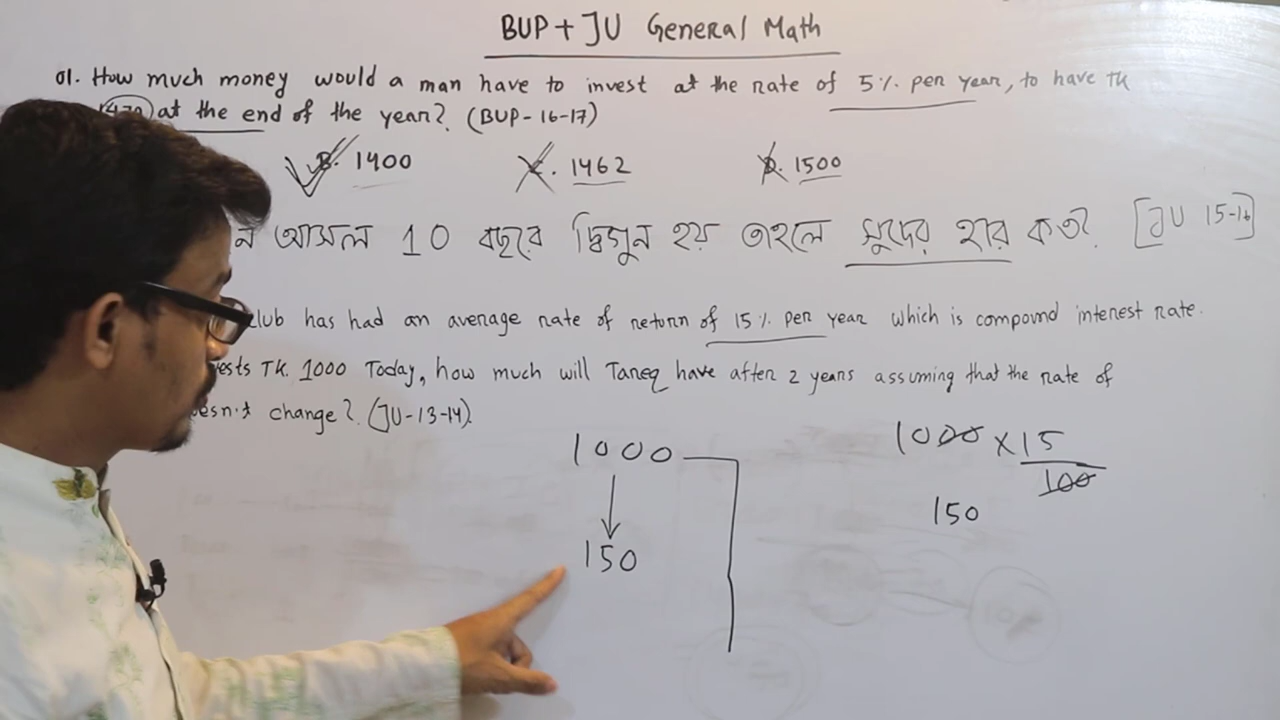 BUP + JU General Math
01. How much money would a man have to invest at the rate of 5% per year, to have TK
1470 at the end of the year? (BUP-16-17)
B. 1400 C. 1462 D. 1500
আসল 10 বছরে দ্বিগুন হয় তাহলে সুদের হার কত? [JU 15-16]
club has had an average rate of return of 15% per year which is compound interest rate.
TK. 1000 Today, how much will Tareq have after 2 years assuming that the rate of
change? (JU-13-14).
1000
150
1000 × 15
100
150